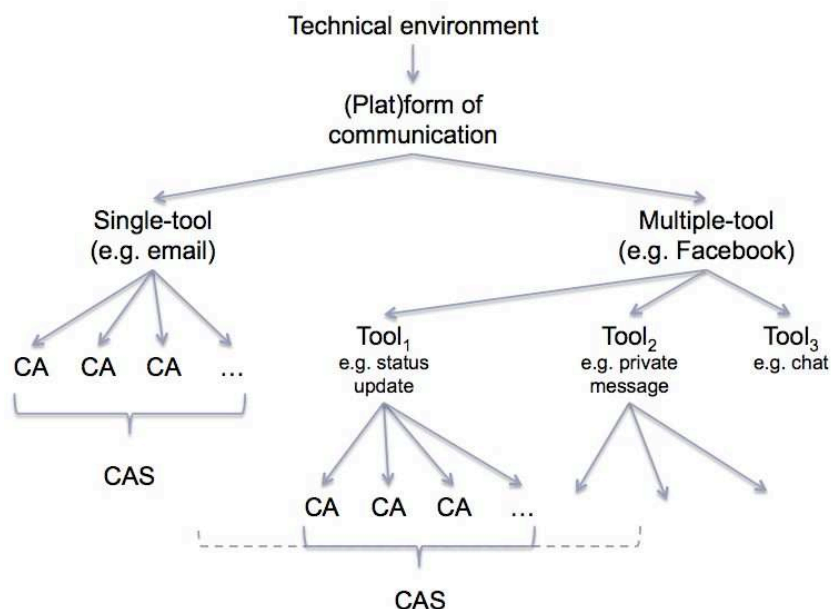 Technical environment
(Plat)form of
communication
Single-tool
(e.g. email)
Multiple-tool
(e.g. Facebook)
Tool₁
e.g. status
update
Tool₂
e.g. private
message
Tool₃
e.g. chat
CA CA CA ...
CAS
CA CA CA ...
CAS